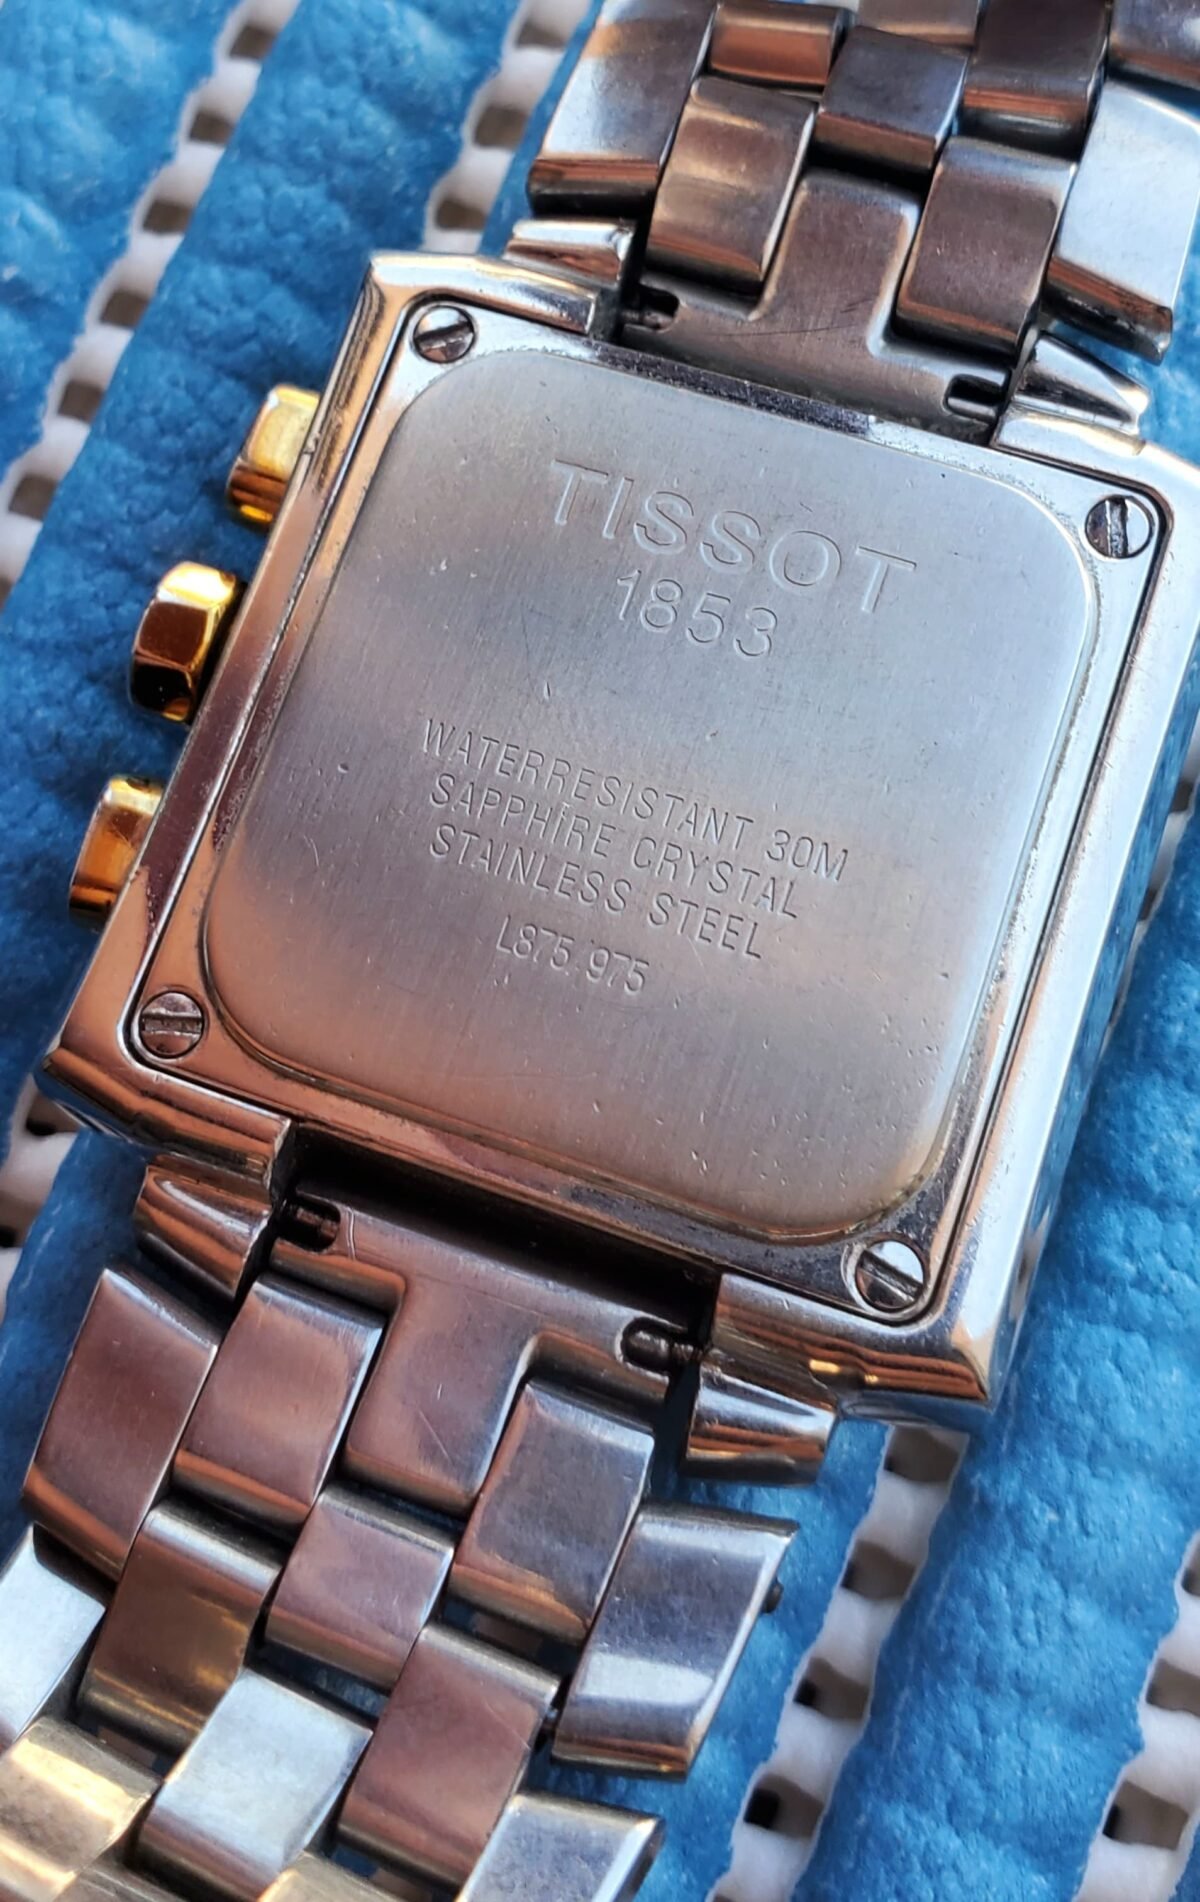 TISSOT
1853
WATERRESISTANT 30M
SAPPHIRE CRYSTAL
STAINLESS STEEL
L875.975